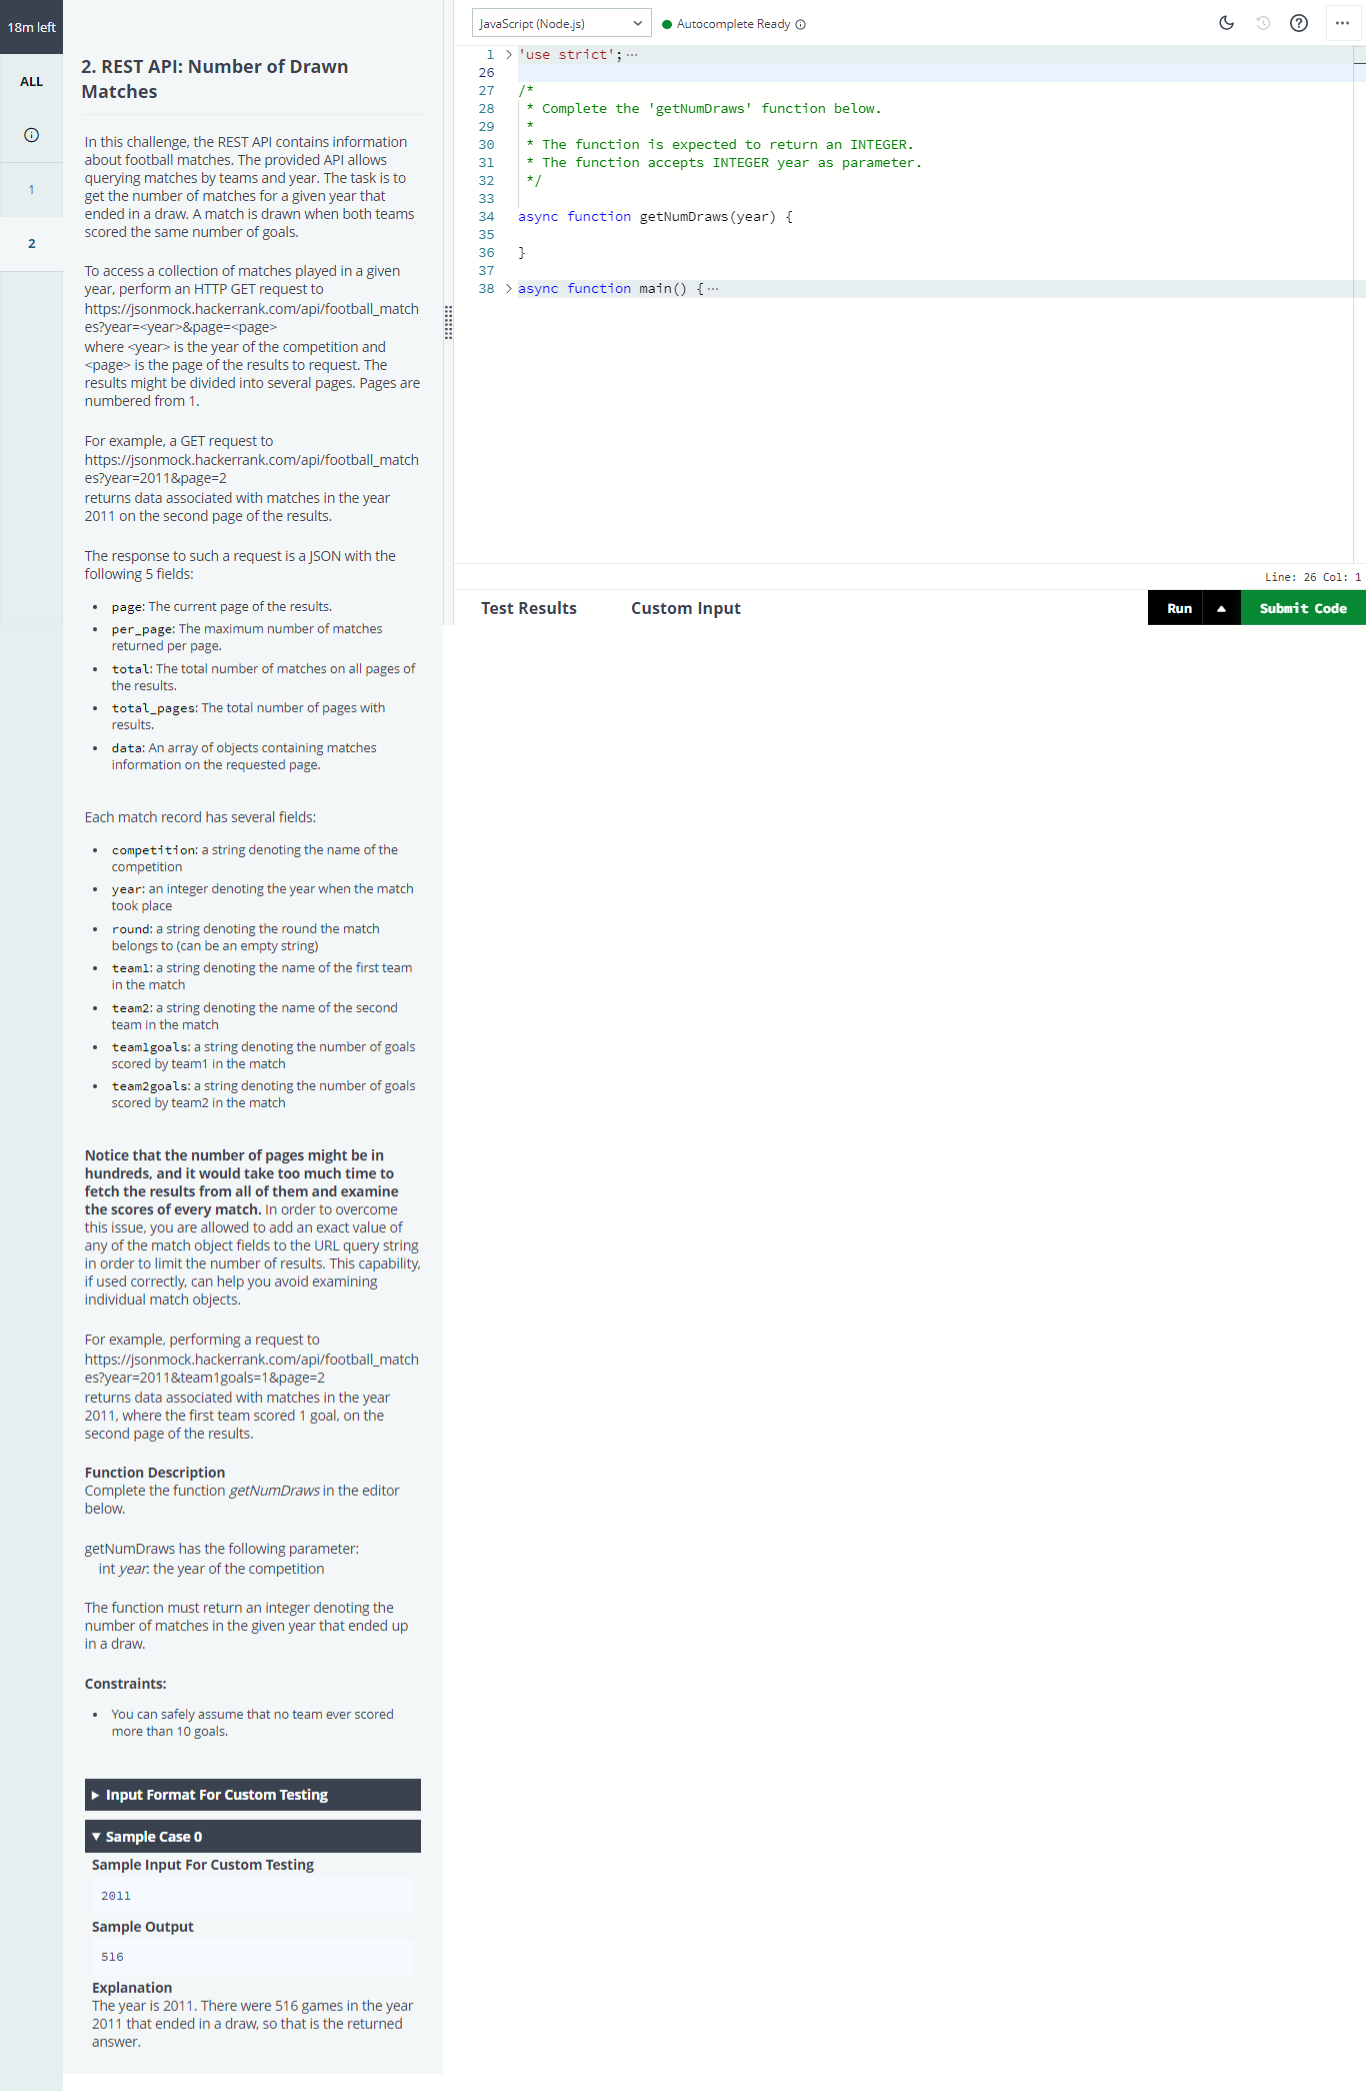 18m left
ALL
1
2
2. REST API: Number of Drawn
Matches
In this challenge, the REST API contains information
about football matches. The provided API allows
querying matches by teams and year. The task is to
get the number of matches for a given year that
ended in a draw. A match is drawn when both teams
scored the same number of goals.
To access a collection of matches played in a given
year, perform an HTTP GET request to
https://jsonmock.hackerrank.com/api/football_match
es?year=<year>&page=<page>
where <year> is the year of the competition and
<page> is the page of the results to request. The
results might be divided into several pages. Pages are
numbered from 1.
For example, a GET request to
https://jsonmock.hackerrank.com/api/football_match
es?year=2011&page=2
returns data associated with matches in the year
2011 on the second page of the results.
The response to such a request is a JSON with the
following 5 fields:
• page: The current page of the results.
• per_page: The maximum number of matches
returned per page.
• total: The total number of matches on all pages of
the results.
• total_pages: The total number of pages with
results.
• data: An array of objects containing matches
information on the requested page.
Each match record has several fields:
• competition: a string denoting the name of the
competition
• year: an integer denoting the year when the match
took place
• round: a string denoting the round the match
belongs to (can be an empty string)
• team1: a string denoting the name of the first team
in the match
• team2: a string denoting the name of the second
team in the match
• team1goals: a string denoting the number of goals
scored by team1 in the match
• team2goals: a string denoting the number of goals
scored by team2 in the match
Notice that the number of pages might be in
hundreds, and it would take too much time to
fetch the results from all of them and examine
the scores of every match. In order to overcome
this issue, you are allowed to add an exact value of
any of the match object fields to the URL query string
in order to limit the number of results. This capability,
if used correctly, can help you avoid examining
individual match objects.
For example, performing a request to
https://jsonmock.hackerrank.com/api/football_match
es?year=2011&team1goals=1&page=2
returns data associated with matches in the year
2011, where the first team scored 1 goal, on the
second page of the results.
Function Description
Complete the function getNumDraws in the editor
below.
getNumDraws has the following parameter:
int year: the year of the competition
The function must return an integer denoting the
number of matches in the given year that ended up
in a draw.
Constraints:
• You can safely assume that no team ever scored
more than 10 goals.
Input Format For Custom Testing
Sample Case 0
Sample Input For Custom Testing
2011
Sample Output
516
Explanation
The year is 2011. There were 516 games in the year
2011 that ended in a draw, so that is the returned
answer.
JavaScript (Node.js)
Autocomplete Ready
1 'use strict';...
26
27 /*
28 * Complete the 'getNumDraws' function below.
29 *
30 * The function is expected to return an INTEGER.
31 * The function accepts INTEGER year as parameter.
32 */
33
34 async function getNumDraws(year) {
35
36 }
37
38 async function main() {...
Line: 26 Col: 1
Test Results
Custom Input
Run
Submit Code